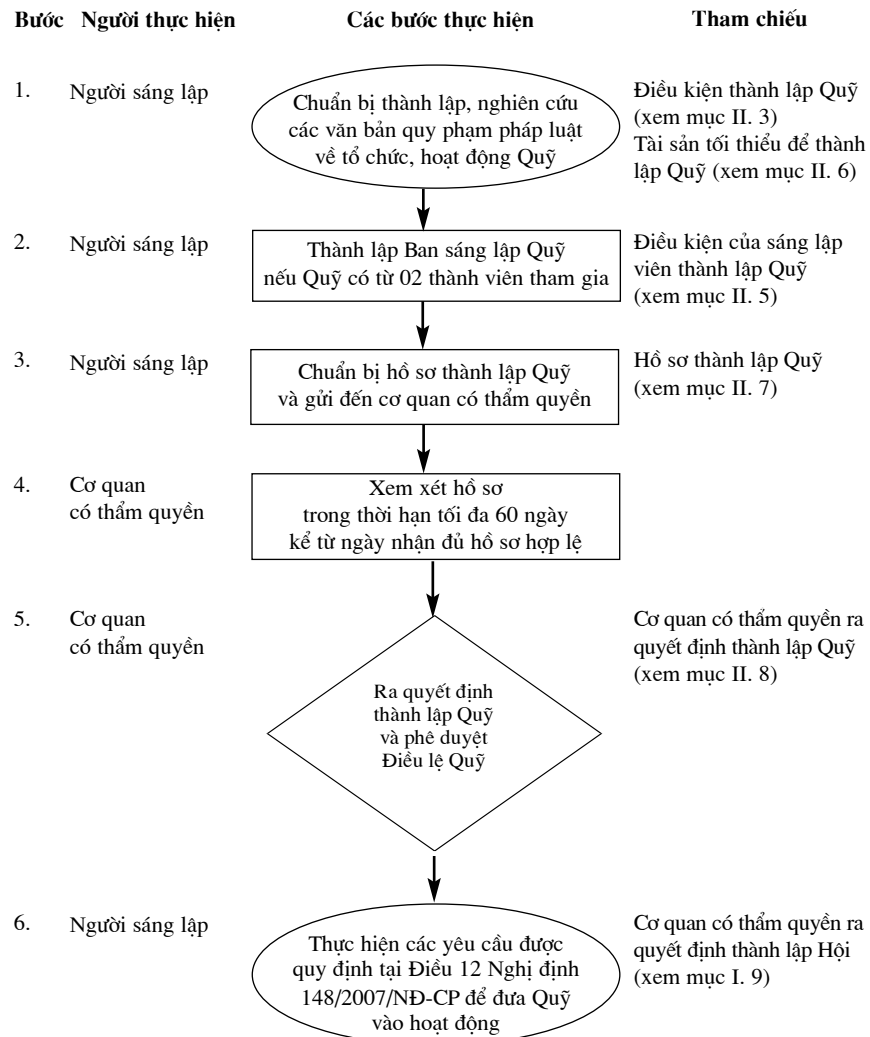 Bước Người thực hiện Các bước thực hiện Tham chiếu
1. Người sáng lập
Chuẩn bị thành lập, nghiên cứu
các văn bản quy phạm pháp luật
về tổ chức, hoạt động Quỹ
Điều kiện thành lập Quỹ
(xem mục II. 3)
Tài sản tối thiểu để thành
lập Quỹ (xem mục II. 6)
2. Người sáng lập
Thành lập Ban sáng lập Quỹ
nếu Quỹ có từ 02 thành viên tham gia
Điều kiện của sáng lập
viên thành lập Quỹ
(xem mục II. 5)
3. Người sáng lập
Chuẩn bị hồ sơ thành lập Quỹ
và gửi đến cơ quan có thẩm quyền
Hồ sơ thành lập Quỹ
(xem mục II. 7)
4. Cơ quan
có thẩm quyền
Xem xét hồ sơ
trong thời hạn tối đa 60 ngày
kể từ ngày nhận đủ hồ sơ hợp lệ
5. Cơ quan
có thẩm quyền
Ra quyết định
thành lập Quỹ
và phê duyệt
Điều lệ Quỹ
Cơ quan có thẩm quyền ra
quyết định thành lập Quỹ
(xem mục II. 8)
6. Người sáng lập
Thực hiện các yêu cầu được
quy định tại Điều 12 Nghị định
148/2007/NĐ-CP để đưa Quỹ
vào hoạt động
Cơ quan có thẩm quyền ra
quyết định thành lập Hội
(xem mục I. 9)